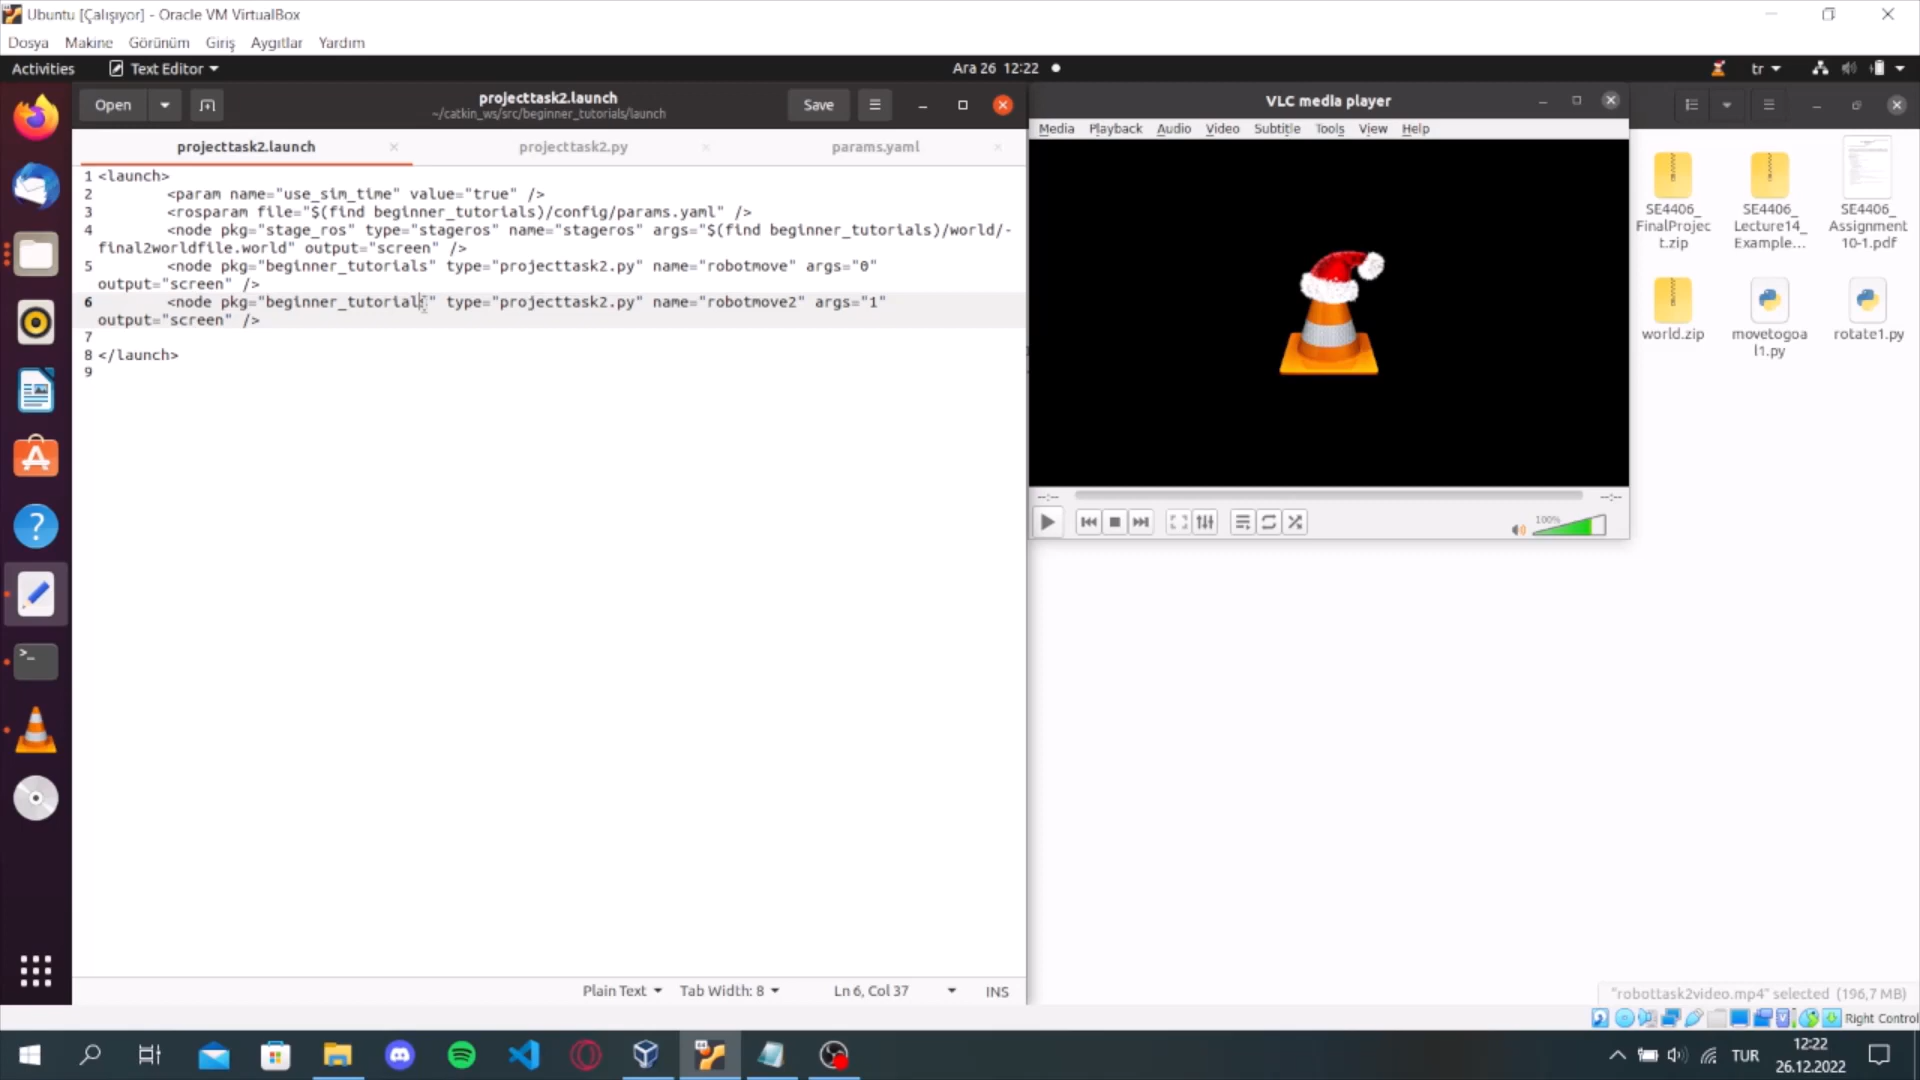 Ubuntu [Çalışıyor] - Oracle VM VirtualBox
Dosya Makine Görünüm Giriş Aygıtlar Yardım
Activities Text Editor Ara 26 12:22 tr
Open projecttask2.launch Save
~/catkin_ws/src/beginner_tutorials/launch
projecttask2.launch projecttask2.py params.yaml
1 <launch>
2 <param name="use_sim_time" value="true" />
3 <rosparam file="$(find beginner_tutorials)/config/params.yaml" />
4 <node pkg="stage_ros" type="stageros" name="stageros" args="$(find beginner_tutorials)/world/-
final2worldfile.world" output="screen" />
5 <node pkg="beginner_tutorials" type="projecttask2.py" name="robotmove" args="0"
output="screen" />
6 <node pkg="beginner_tutorials" type="projecttask2.py" name="robotmove2" args="1"
output="screen" />
7
8 </launch>
9
Plain Text Tab Width: 8 Ln 6, Col 37 INS
VLC media player
Media Playback Audio Video Subtitle Tools View Help
--:-- --:--
100%
SE4406_
FinalProjec
t.zip
SE4406_
Lecture14_
Example...
SE4406_
Assignment
10-1.pdf
world.zip
movetogoa
l1.py
rotate1.py
"robottask2video.mp4" selected (196,7 MB)
Right Control
TUR
12:22
26.12.2022